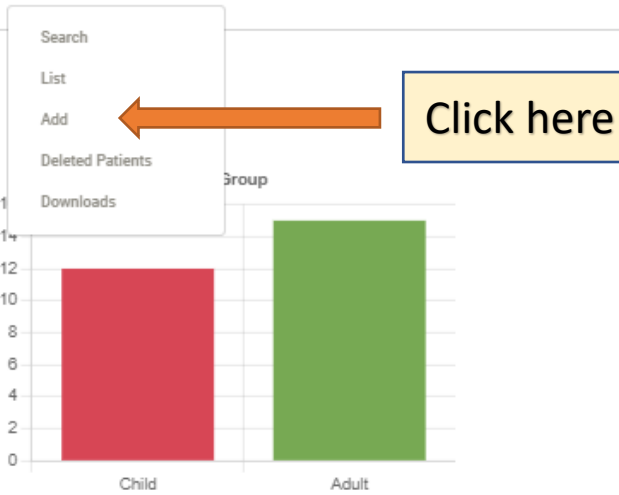 Search
List
Add
Click here
Deleted Patients
Group
Downloads
14
12
10
8
6
4
2
0
Child
Adult